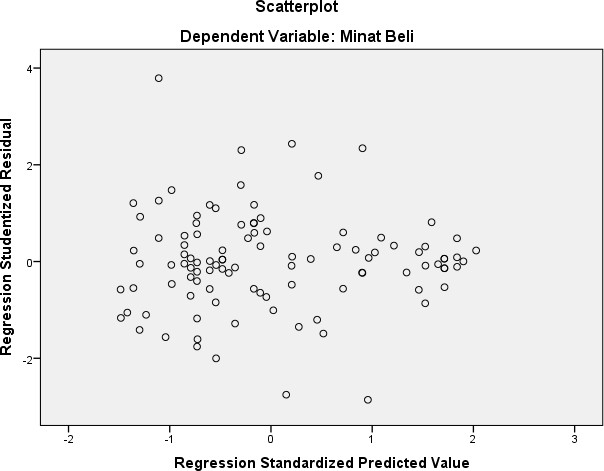 Scatterplot
Dependent Variable: Minat Beli
Regression Studentized Residual
4
2
0
-2
-2
-1
0
1
2
3
Regression Standardized Predicted Value